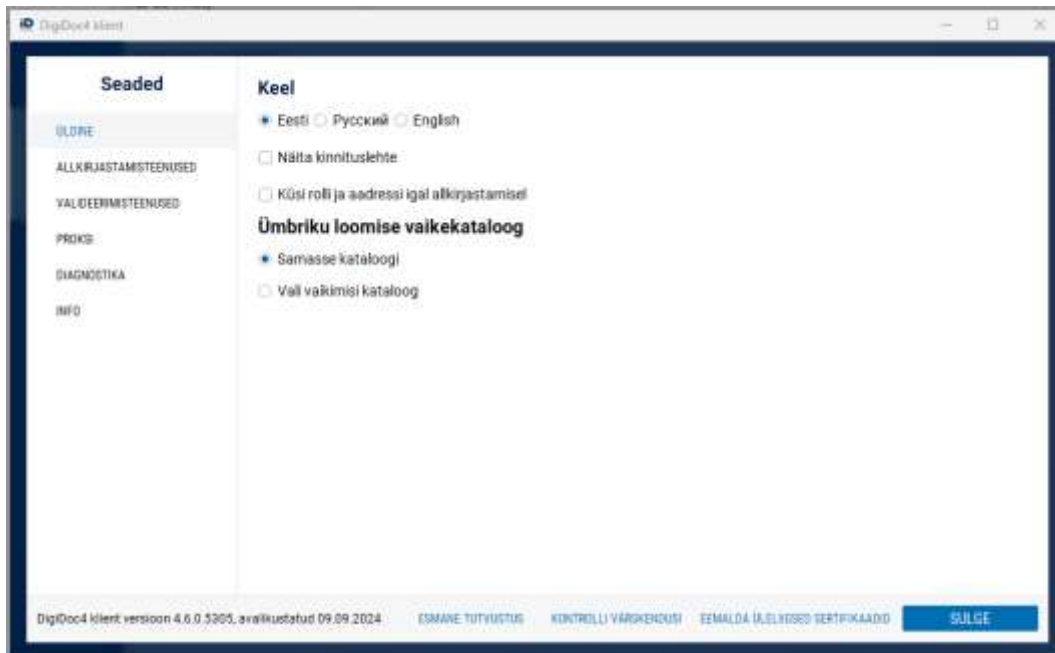 DigiDoc4 klient
Seaded
ÜLDINE
ALLKIRJASTAMISTEENUSED
VALIDEERIMISTEENUSED
PROKSI
DIAGNOSTIKA
INFO
Keel
Eesti Русский English
Näita kinnituslehte
Küsi rolli ja aadressi igal allkirjastamisel
Ümbriku loomise vaikekataloog
Samasse kataloogi
Vali vaikimisi kataloog
DigiDoc4 klient versioon 4.6.0.5305, avalikustatud 09.09.2024 ESMANE TUTVUSTUS KONTROLLI VÄRSKENDUSI EEMALDA ÜLELIIGSED SERTIFIKAADID SULGE